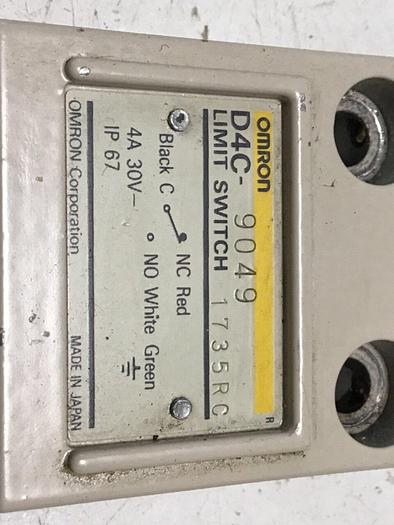 OMRON
D4C-9049
LIMIT SWITCH 1735RC
NC Red
Black C
NO White Green
4A 30V⎓
IP 67
OMRON Corporation MADE IN JAPAN
R